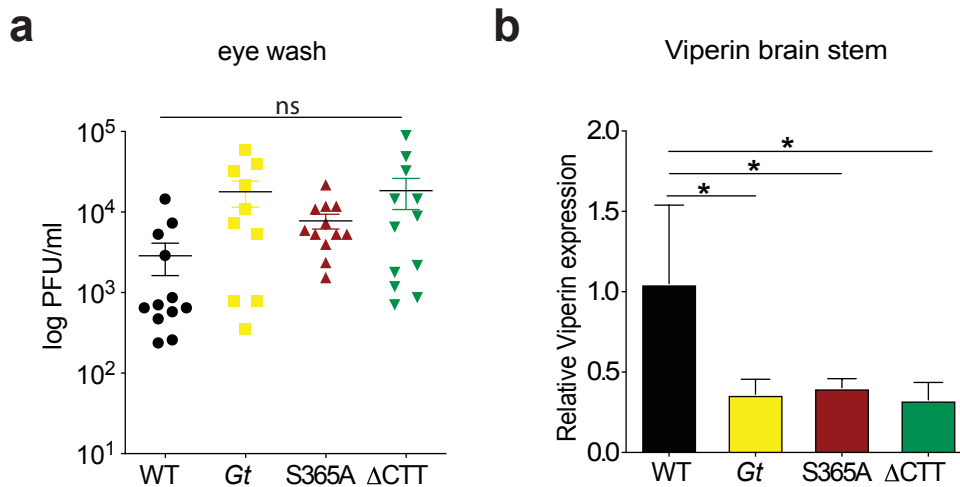 a
eye wash
ns
log PFU/ml
10^5
10^4
10^3
10^2
10^1
WT
Gt
S365A
ΔCTT
b
Viperin brain stem
Relative Viperin expression
2.0
1.5
1.0
0.5
0.0
*
*
*
WT
Gt
S365A
ΔCTT